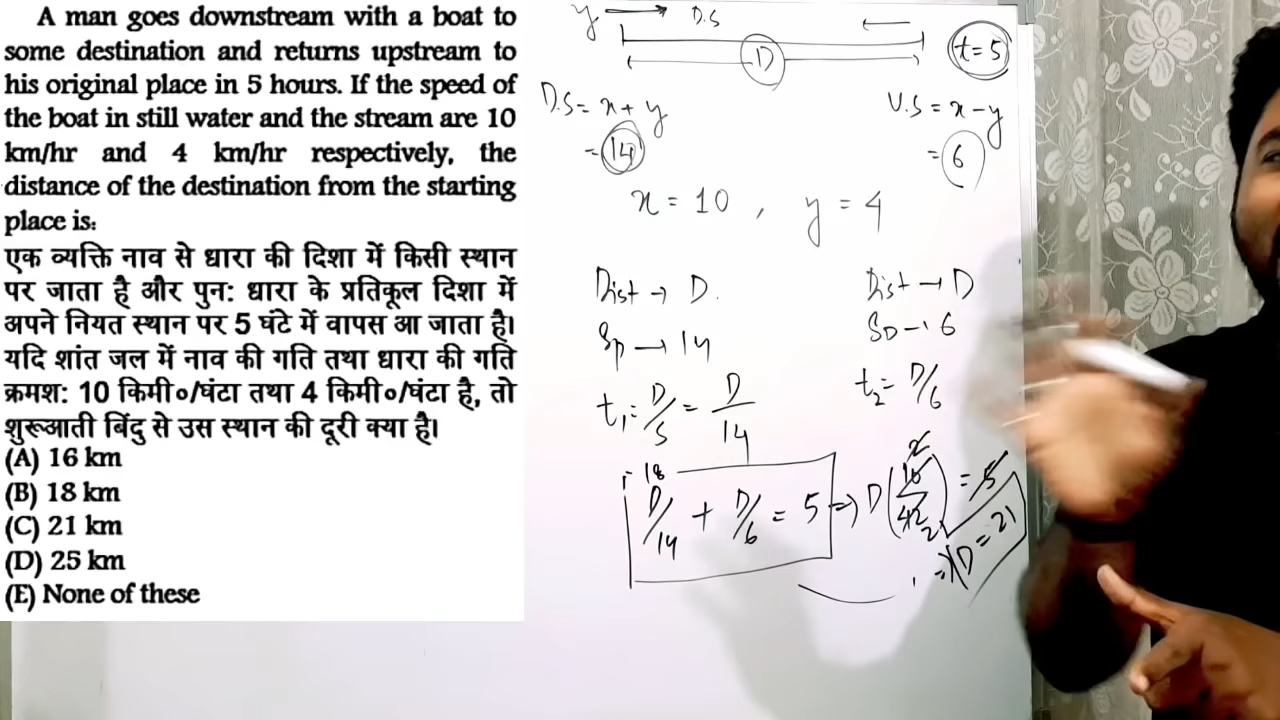 A man goes downstream with a boat to
some destination and returns upstream to
his original place in 5 hours. If the speed of
the boat in still water and the stream are 10
km/hr and 4 km/hr respectively, the
distance of the destination from the starting
place is:
एक व्यक्ति नाव से धारा की दिशा में किसी स्थान
पर जाता है और पुन: धारा के प्रतिकूल दिशा में
अपने नियत स्थान पर 5 घंटे में वापस आ जाता है।
यदि शांत जल में नाव की गति तथा धारा की गति
क्रमश: 10 किमी०/घंटा तथा 4 किमी०/घंटा है, तो
शुरूआती बिंदु से उस स्थान की दूरी क्या है।
(A) 16 km
(B) 18 km
(C) 21 km
(D) 25 km
(E) None of these
y D.S
D t=5
D.S = x+y U.S = x-y
= 14 = 6
x = 10 , y = 4
Dist → D. Dist → D
Sp → 14 SD → 6
t₁ = D/S = D/14 t₂ = D/6
D/14 + D/6 = 5 ⇒ D( /42) = 5
⇒ D = 21